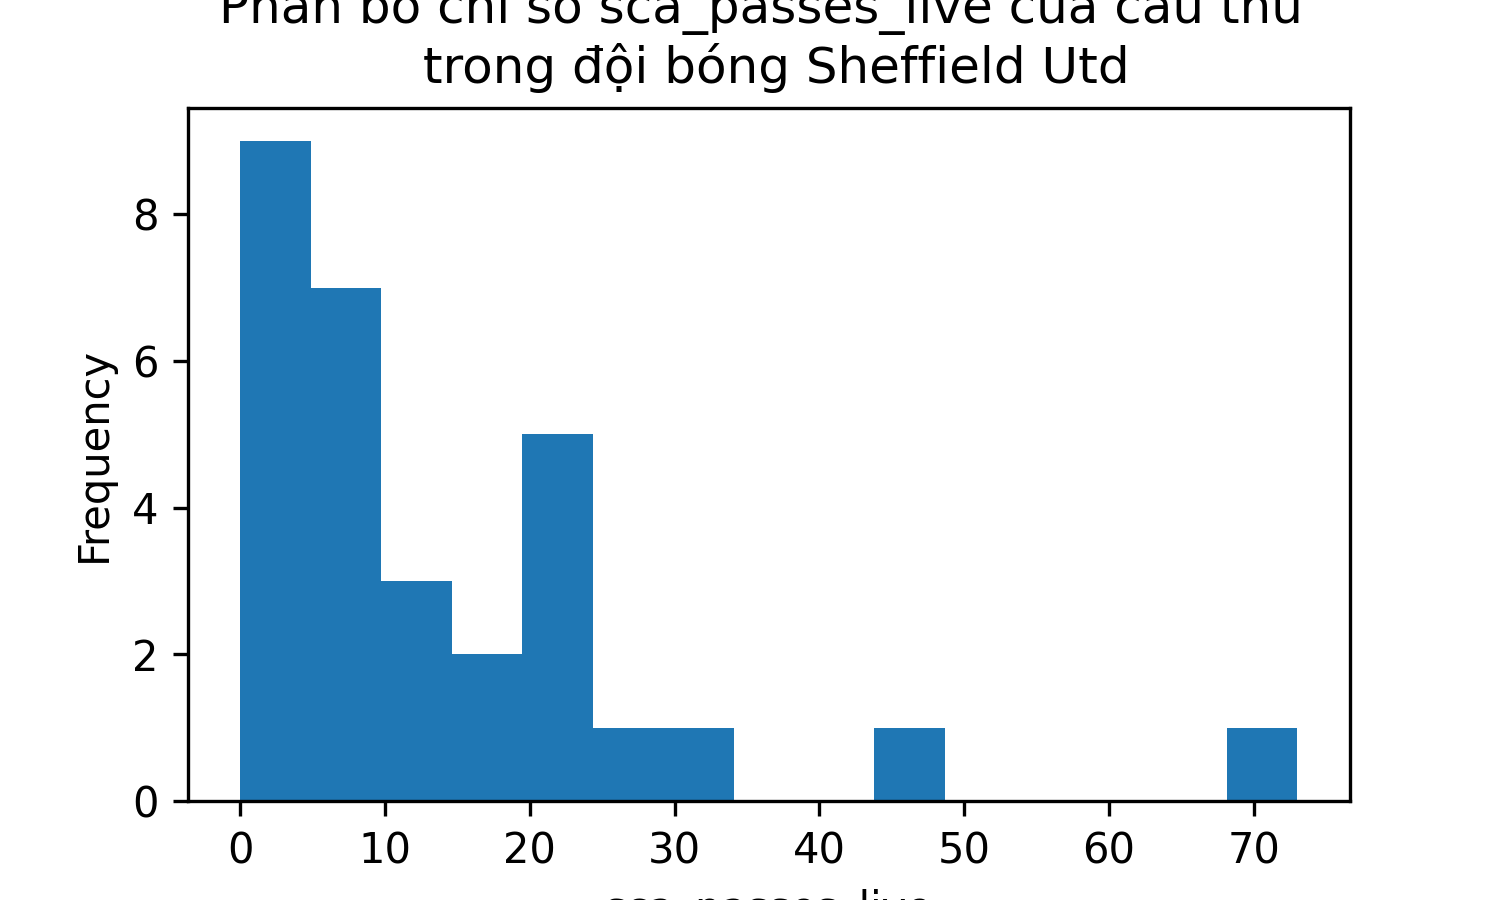 Phân bố chỉ số sca_passes_live của cầu thủ
trong đội bóng Sheffield Utd
8
6
4
2
0
Frequency
0 10 20 30 40 50 60 70
sca_passes_live